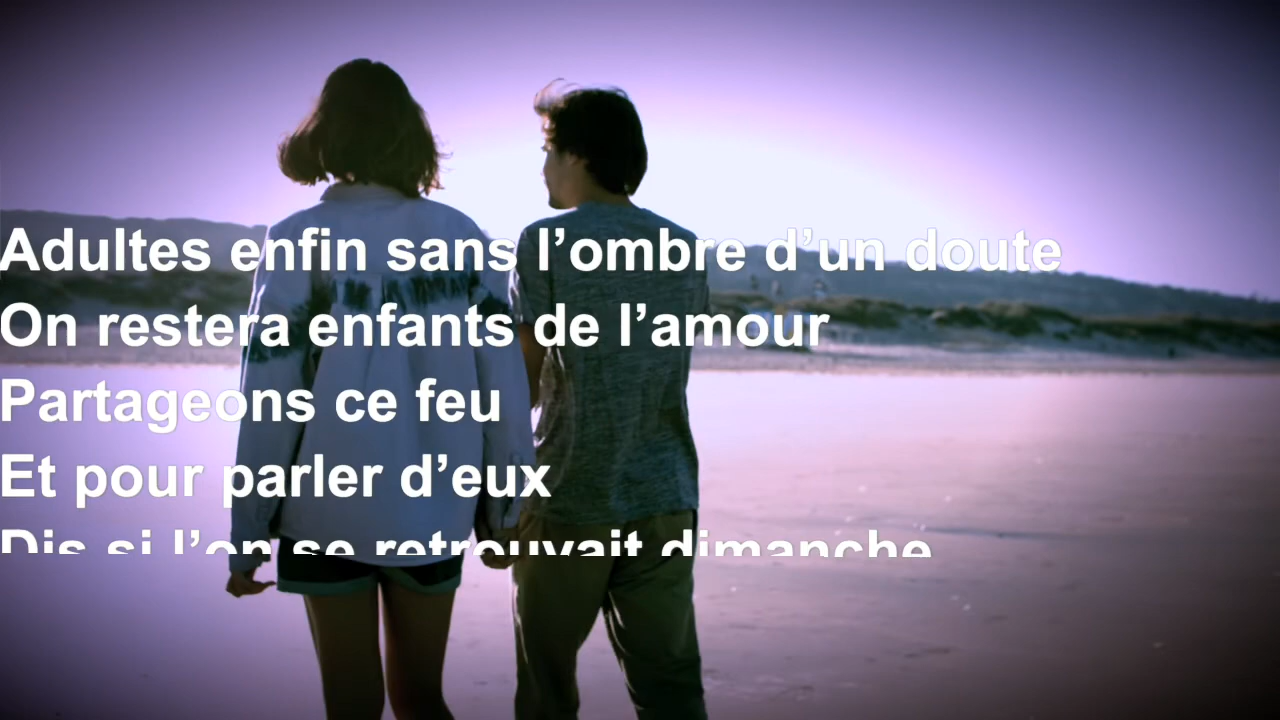 Adultes enfin sans l’ombre d’un doute
On restera enfants de l’amour
Partageons ce feu
Et pour parler d’eux
Dis si l’on se retrouvait dimanche